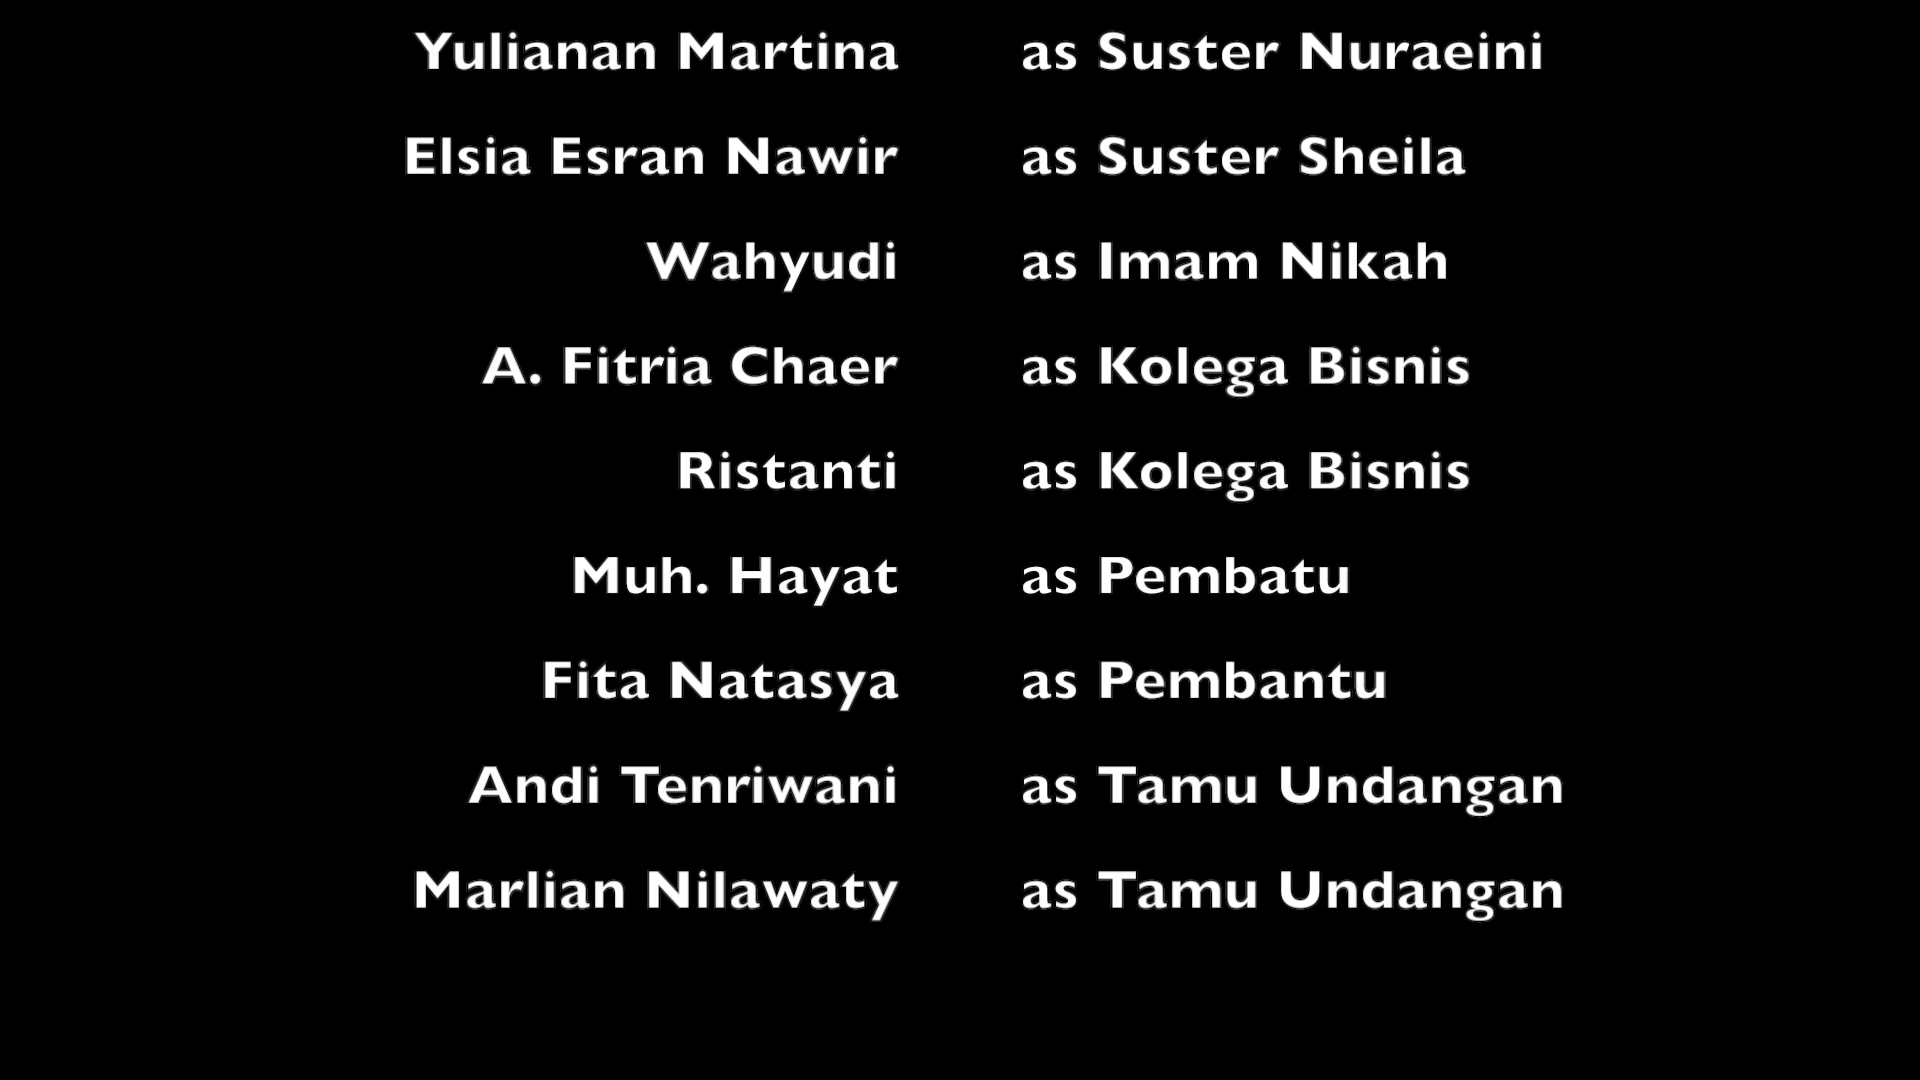 Yulianan Martina as Suster Nuraeini
Elsia Esran Nawir as Suster Sheila
Wahyudi as Imam Nikah
A. Fitria Chaer as Kolega Bisnis
Ristanti as Kolega Bisnis
Muh. Hayat as Pembatu
Fita Natasya as Pembantu
Andi Tenriwani as Tamu Undangan
Marlian Nilawaty as Tamu Undangan